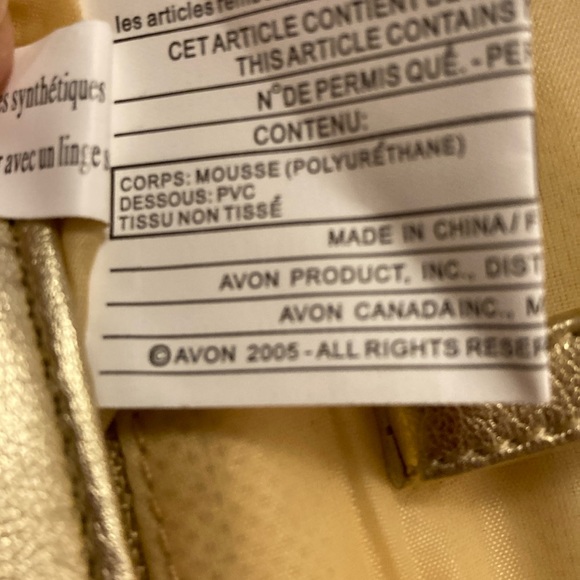 les articles
CET ARTICLE CONTIENT
THIS ARTICLE CONTAINS
N° DE PERMIS QUÉ. - PE
CONTENU:
synthétiques
avec un linge
CORPS: MOUSSE (POLYURÉTHANE)
DESSOUS: PVC
TISSU NON TISSÉ
MADE IN CHINA/F
AVON PRODUCT, INC., DIST
AVON CANADA INC., M
©AVON 2005 - ALL RIGHTS RESER